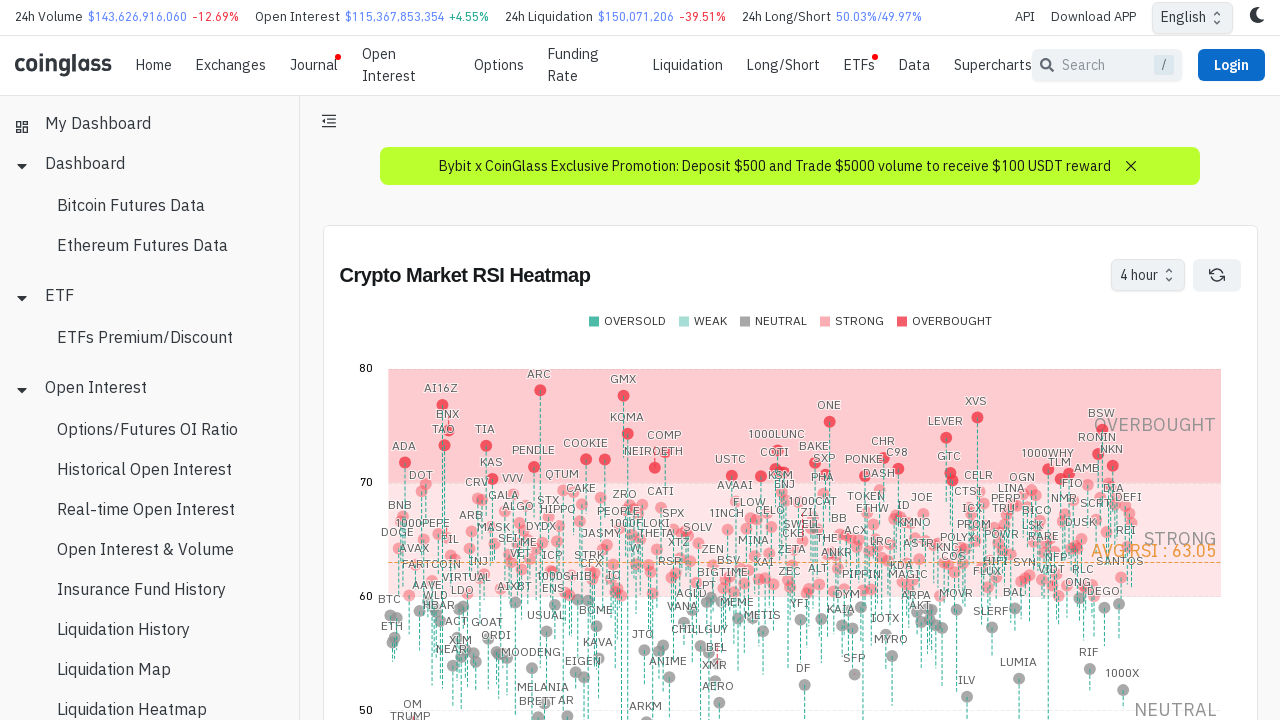 24h Volume $143,626,916,060 -12.69% Open Interest $115,367,853,354 +4.55% 24h Liquidation $150,071,206 -39.51% 24h Long/Short 50.03%/49.97% API Download APP English
coinglass Home Exchanges Journal Open Interest Options Funding Rate Liquidation Long/Short ETFs Data Supercharts Search / Login
My Dashboard
Dashboard
Bitcoin Futures Data
Ethereum Futures Data
ETF
ETFs Premium/Discount
Open Interest
Options/Futures OI Ratio
Historical Open Interest
Real-time Open Interest
Open Interest & Volume
Insurance Fund History
Liquidation History
Liquidation Map
Liquidation Heatmap
Bybit x CoinGlass Exclusive Promotion: Deposit $500 and Trade $5000 volume to receive $100 USDT reward
Crypto Market RSI Heatmap
4 hour
OVERSOLD WEAK NEUTRAL STRONG OVERBOUGHT
80
ARC
GMX
AI16Z
XVS
ONE
BNX
KOMA
BSW
OVERBOUGHT
LEVER
TAO
TIA
COMP
1000LUNC
RONIN
ADA
COOKIE
CHR
PENDLE
NEIROETH
COTI
BAKE
C98
NKN
KAS
USTC
SXP
PONKE
GTC
1000WHY
TLM
AMB
DOT
QTUM
KSM
DASH
CELR
70
CRV
VVV
AVAAI
ENJ
PHA
OGN
FIO
CAKE
CATI
CTSI
LINA
DIA
GALA
ZRO
TOKEN
JOE
PERP
NMR
DEFI
BNB
ALGO
STX
HIPPO
PEOPLE
SPX
1INCH
FLOW
CELO
1000CAT
ETHW
ID
ICX
TRU
BICO
SCRT
ARB
ZIL
BB
1000PEPE
MASK
DYDX
1000FLOKI
SOLV
SWELL
KMNO
PROM
LSK
DUSK
DOGE
FIL
SEI
JASMY
THETA
CKB
THE
ACX
POLYX
POWR
RARE
RPL
STRONG
AVAX
IMX
XTZ
ZEN
MINA
ZETA
ANKR
LRC
ASTR
KNC
AVG RSI : 63.05
FARTCOIN
INJ
ICP
STRK
W
RSR
BSV
XAI
ALT
KDA
COS
HIFI
SYN
NFP
SANTOS
VIRTUAL
1000SHIB
CFX
IO
BIGTIME
ZEC
PIPPIN
MAGIC
FLUX
VIDT
RLC
AAVE
LDO
AIXBT
ENS
AGLD
DYM
ARPA
MOVR
BAL
ONG
DEGO
60
BTC
WLD
HBAR
USUAL
BOME
VANA
MEME
METIS
YFI
KAIA
AKT
SLERF
ETH
ACT
GOAT
CHILLGUY
IOTX
XLM
ORDI
KAVA
JTO
MYRO
NEAR
MOODENG
EIGEN
ANIME
BEL
XMR
DF
SFP
LUMIA
RIF
1000X
MELANIA
AERO
ILV
OM
BRETT
AR
ARKM
50
NEUTRAL
TRUMP